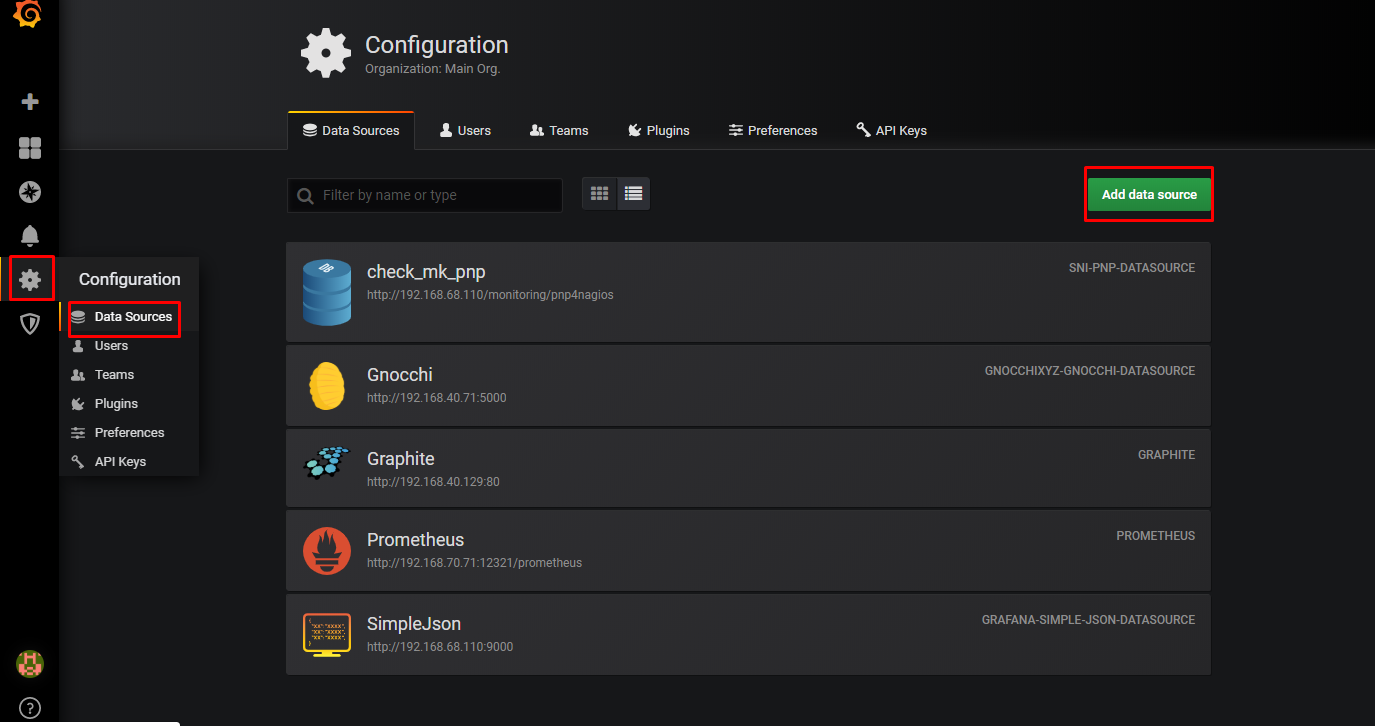 Configuration
Organization: Main Org.
Data Sources
Users
Teams
Plugins
Preferences
API Keys
Filter by name or type
Add data source
Configuration
Data Sources
Users
Teams
Plugins
Preferences
API Keys
check_mk_pnp
SNI-PNP-DATASOURCE
http://192.168.68.110/monitoring/pnp4nagios
Gnocchi
GNOCCHIXYZ-GNOCCHI-DATASOURCE
http://192.168.40.71:5000
Graphite
GRAPHITE
http://192.168.40.129:80
Prometheus
PROMETHEUS
http://192.168.70.71:12321/prometheus
SimpleJson
GRAFANA-SIMPLE-JSON-DATASOURCE
http://192.168.68.110:9000